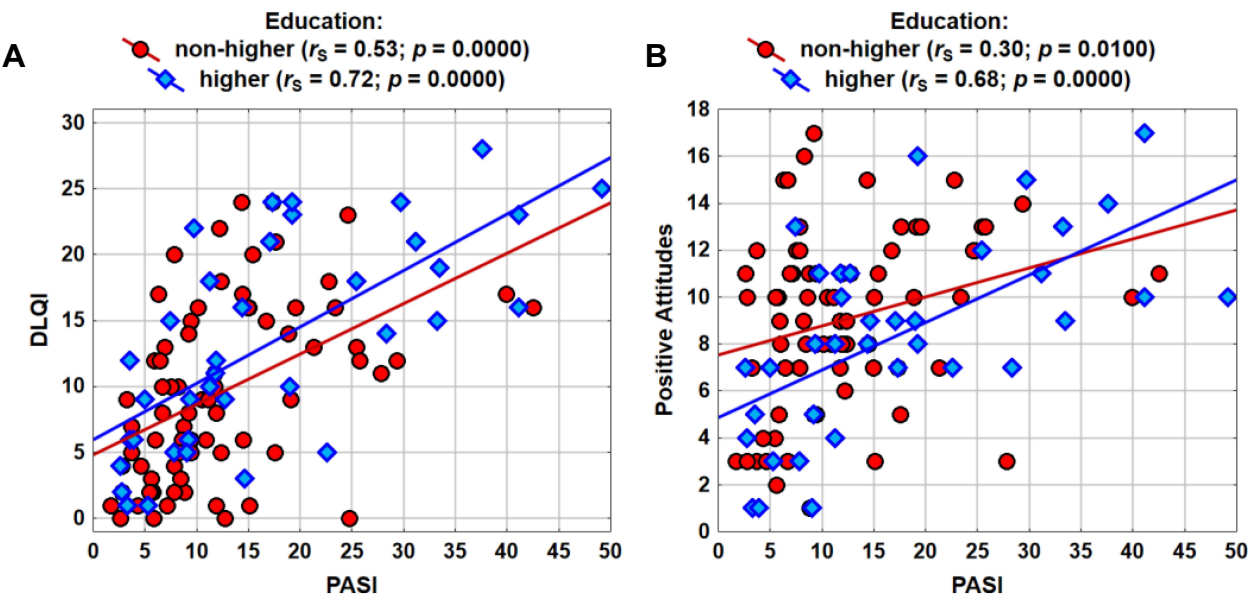 A
Education:
non-higher (rS = 0.53; p = 0.0000)
higher (rS = 0.72; p = 0.0000)
30
25
20
15
10
5
0
DLQI
0 5 10 15 20 25 30 35 40 45 50
PASI
B
Education:
non-higher (rS = 0.30; p = 0.0100)
higher (rS = 0.68; p = 0.0000)
18
16
14
12
10
8
6
4
2
0
Positive Attitudes
0 5 10 15 20 25 30 35 40 45 50
PASI